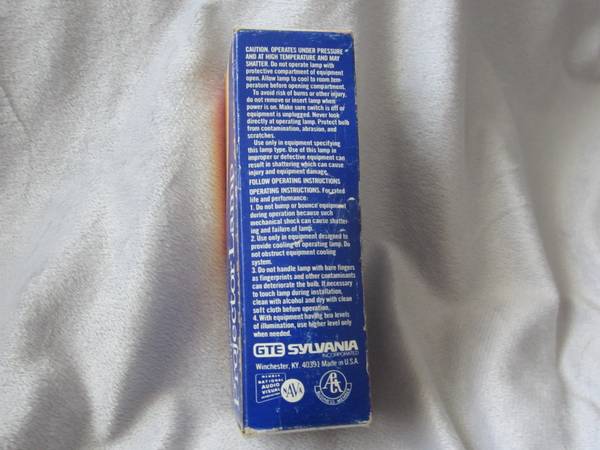 CAUTION. OPERATES UNDER PRESSURE
AND AT HIGH TEMPERATURE AND MAY
SHATTER. Do not operate lamp with
protective compartment of equipment
open. Allow lamp to cool to room tem-
perature before opening compartment.
To avoid risk of burns or other injury,
do not remove or insert lamp when
power is on. Make sure switch is off or
equipment is unplugged. Never look
directly at operating lamp. Protect bulb
from contamination, abrasion, and
scratches.
Use only in equipment specifying
this lamp type. Use of this lamp in
improper or defective equipment can
result in shattering which can cause
injury and equipment damage.
FOLLOW OPERATING INSTRUCTIONS
OPERATING INSTRUCTIONS. For rated
life and performance:
1. Do not bump or bounce equipment
during operation because such
mechanical shock can cause shatter-
ing and failure of lamp.
2. Use only in equipment designed to
provide cooling of operating lamp. Do
not obstruct equipment cooling
system.
3. Do not handle lamp with bare fingers
as fingerprints and other contaminants
can deteriorate the bulb. If necessary
to touch lamp during installation,
clean with alcohol and dry with clean
soft cloth before operation.
4. With equipment having two levels
of illumination, use higher level only
when needed.
GTE SYLVANIA
INCORPORATED
Winchester, KY. 40391 Made in U.S.A.
MEMBER
NATIONAL
AUDIO
VISUAL
NAVA
Projector Lamp